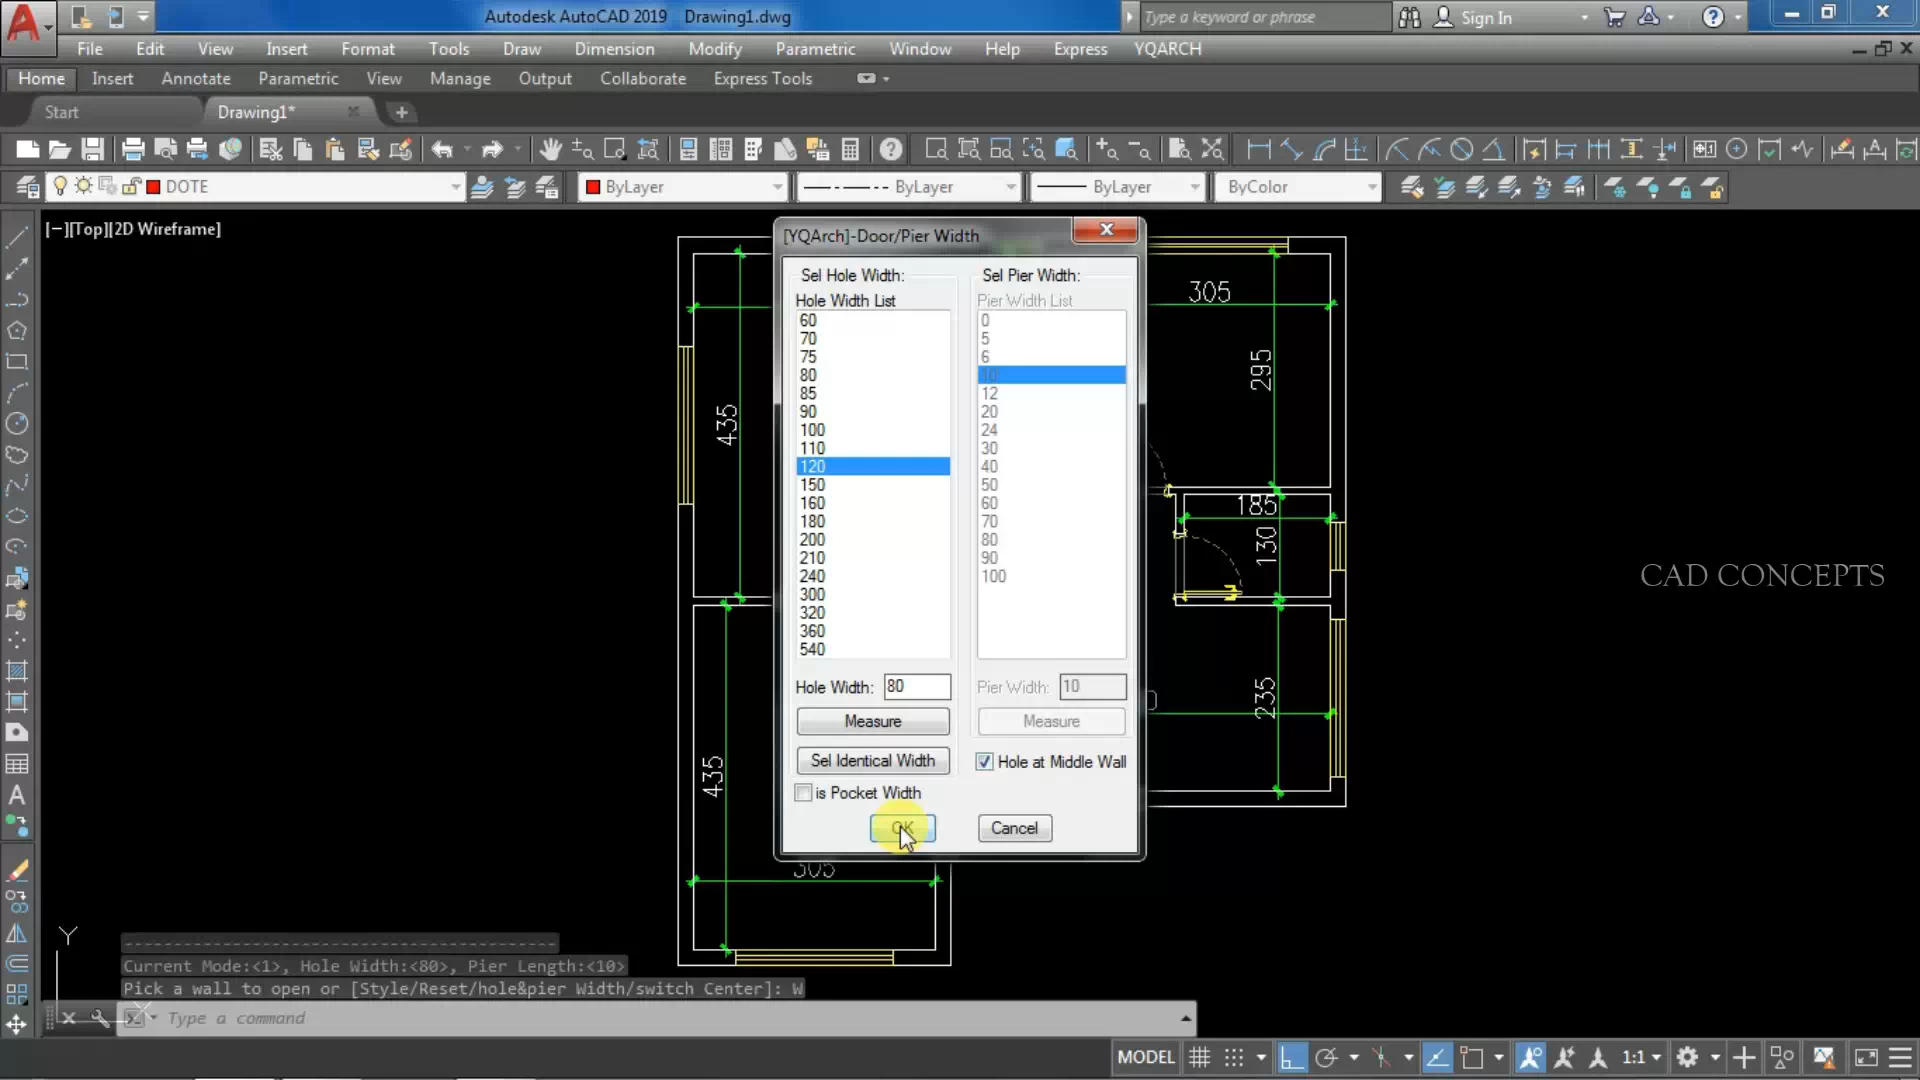 Autodesk AutoCAD 2019 Drawing1.dwg
Type a keyword or phrase
Sign In
File Edit View Insert Format Tools Draw Dimension Modify Parametric Window Help Express YQARCH
Home Insert Annotate Parametric View Manage Output Collaborate Express Tools
Start
Drawing1*
DOTE
ByLayer
ByLayer
ByLayer
ByColor
[−][Top][2D Wireframe]
[YQArch]-Door/Pier Width
Sel Hole Width:
Hole Width List
60
70
75
80
85
90
100
110
120
150
160
180
200
210
240
300
320
360
540
Hole Width: 80
Measure
Sel Identical Width
is Pocket Width
Sel Pier Width:
Pier Width List
0
5
6
10
12
20
24
30
40
50
60
70
80
90
100
Pier Width: 10
Measure
Hole at Middle Wall
OK
Cancel
305
295
435
185
130
235
435
305
CAD CONCEPTS
Y
Current Mode:<1>, Hole Width:<80>, Pier Length:<10>
Pick a wall to open or [Style/Reset/hole&pier Width/switch Center]: W
Type a command
MODEL
1:1